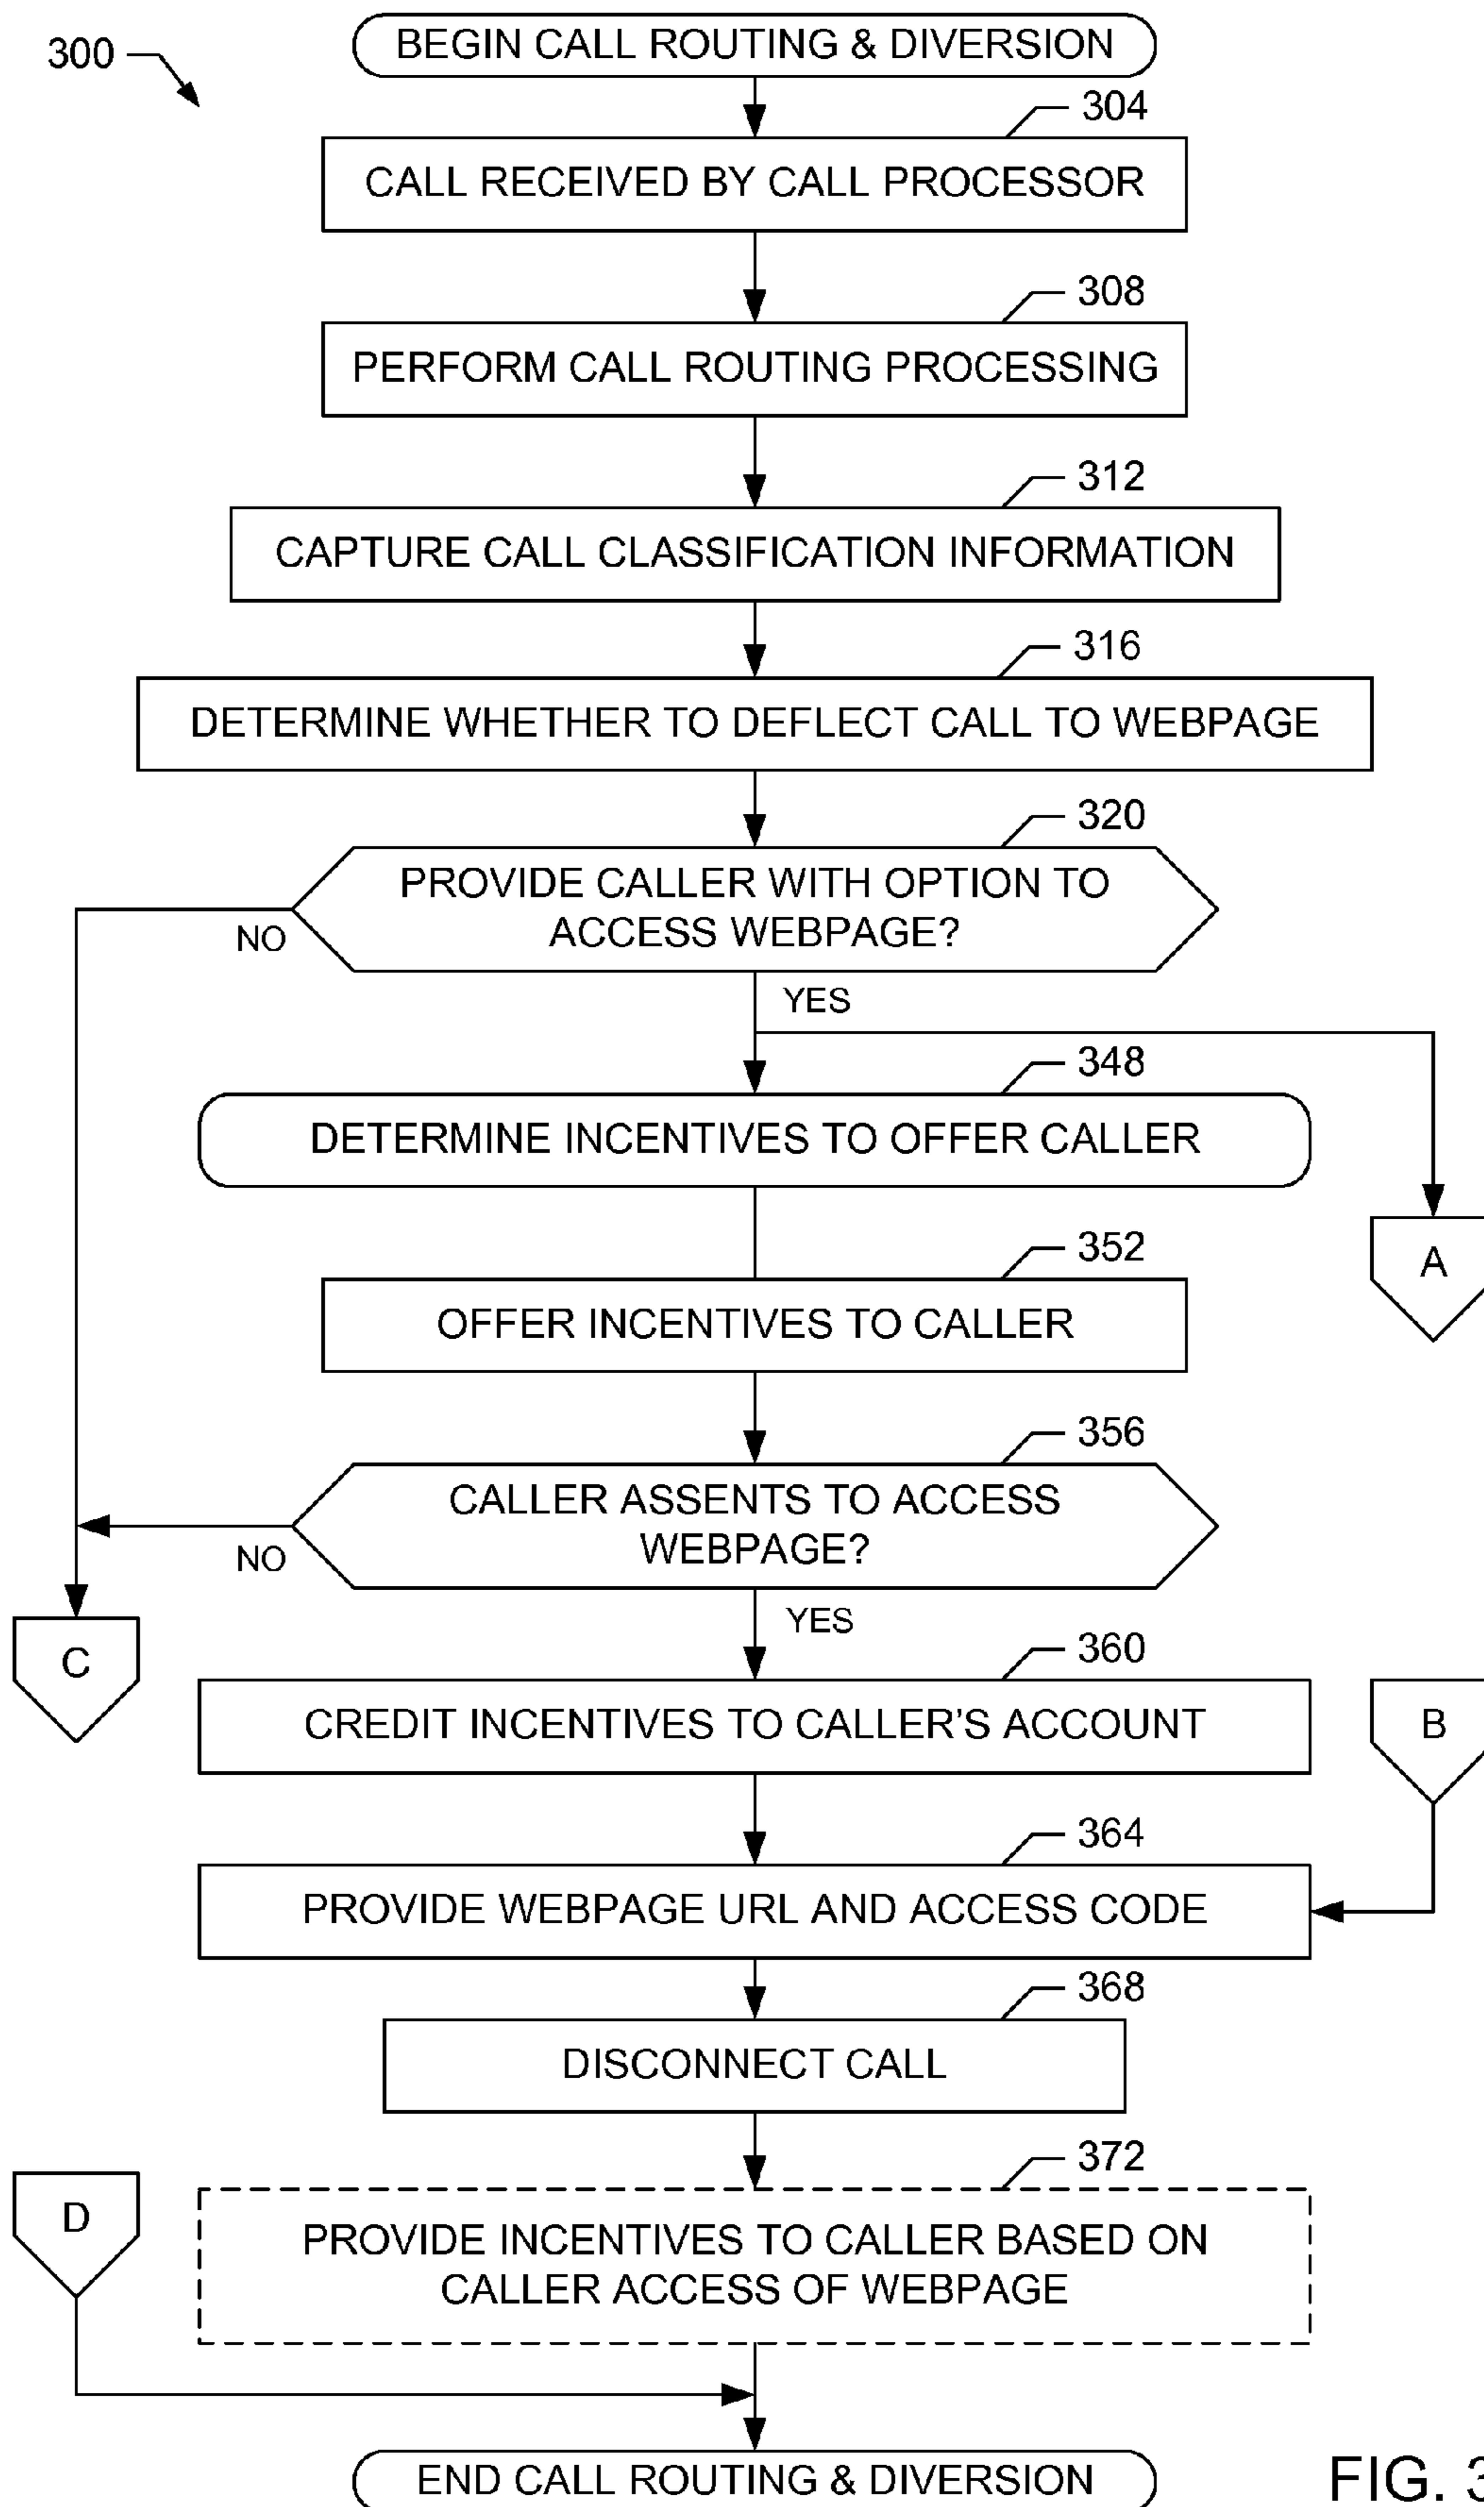 300
BEGIN CALL ROUTING & DIVERSION
304
CALL RECEIVED BY CALL PROCESSOR
308
PERFORM CALL ROUTING PROCESSING
312
CAPTURE CALL CLASSIFICATION INFORMATION
316
DETERMINE WHETHER TO DEFLECT CALL TO WEBPAGE
320
PROVIDE CALLER WITH OPTION TO
ACCESS WEBPAGE?
NO
YES
348
DETERMINE INCENTIVES TO OFFER CALLER
A
352
OFFER INCENTIVES TO CALLER
356
CALLER ASSENTS TO ACCESS
WEBPAGE?
NO
YES
C
360
CREDIT INCENTIVES TO CALLER’S ACCOUNT
B
364
PROVIDE WEBPAGE URL AND ACCESS CODE
368
DISCONNECT CALL
372
D
PROVIDE INCENTIVES TO CALLER BASED ON
CALLER ACCESS OF WEBPAGE
END CALL ROUTING & DIVERSION
FIG. 3